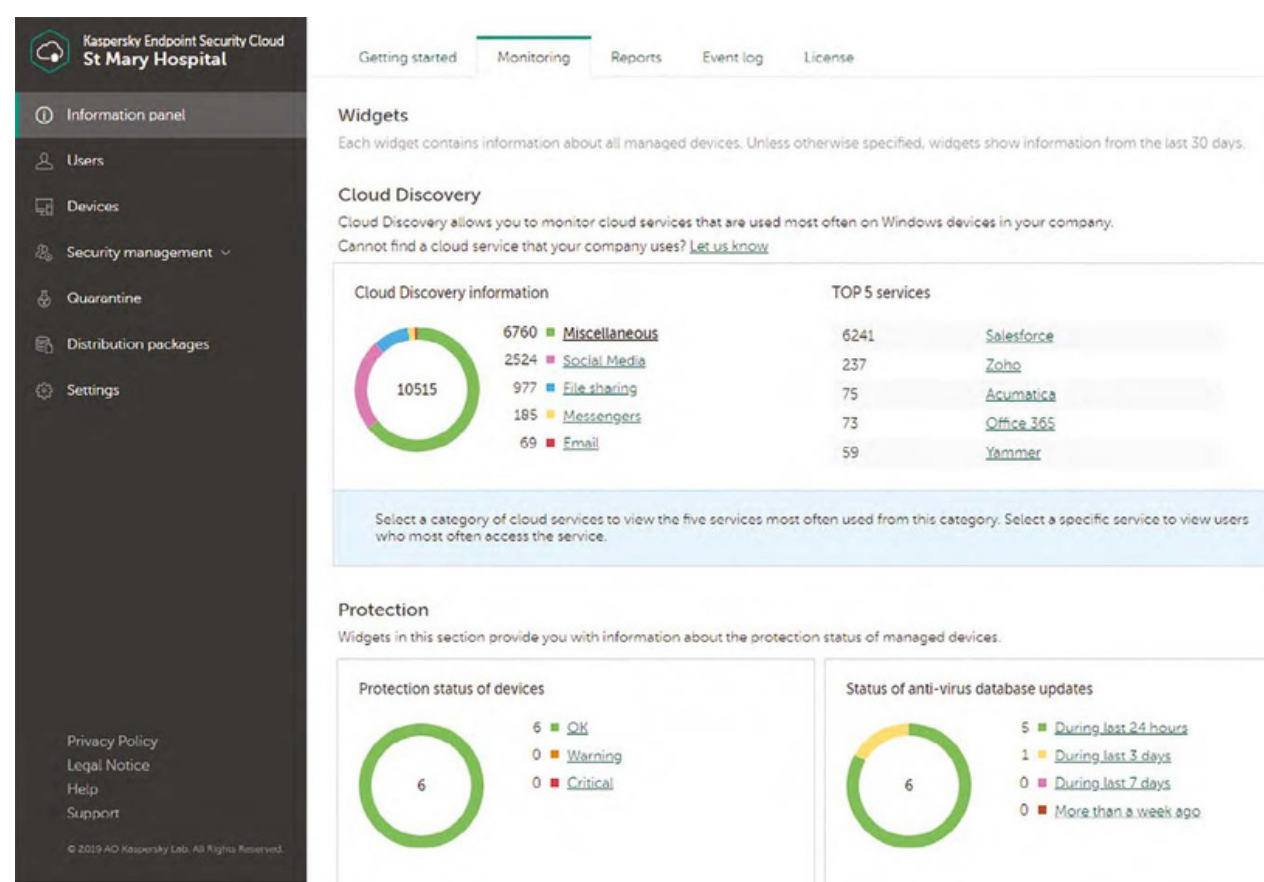 Kaspersky Endpoint Security Cloud
St Mary Hospital
Information panel
Users
Devices
Security management
Quarantine
Distribution packages
Settings
Privacy Policy
Legal Notice
Help
Support
© 2019 AO Kaspersky Lab. All Rights Reserved.
Getting started Monitoring Reports Event log License
Widgets
Each widget contains information about all managed devices. Unless otherwise specified, widgets show information from the last 30 days.
Cloud Discovery
Cloud Discovery allows you to monitor cloud services that are used most often on Windows devices in your company.
Cannot find a cloud service that your company uses? Let us know
Cloud Discovery information
10515
6760 Miscellaneous
2524 Social Media
977 File sharing
185 Messengers
69 Email
TOP 5 services
6241 Salesforce
237 Zoho
75 Acumatica
73 Office 365
59 Yammer
Select a category of cloud services to view the five services most often used from this category. Select a specific service to view users
who most often access the service.
Protection
Widgets in this section provide you with information about the protection status of managed devices.
Protection status of devices
6
6 OK
0 Warning
0 Critical
Status of anti-virus database updates
6
5 During last 24 hours
1 During last 3 days
0 During last 7 days
0 More than a week ago